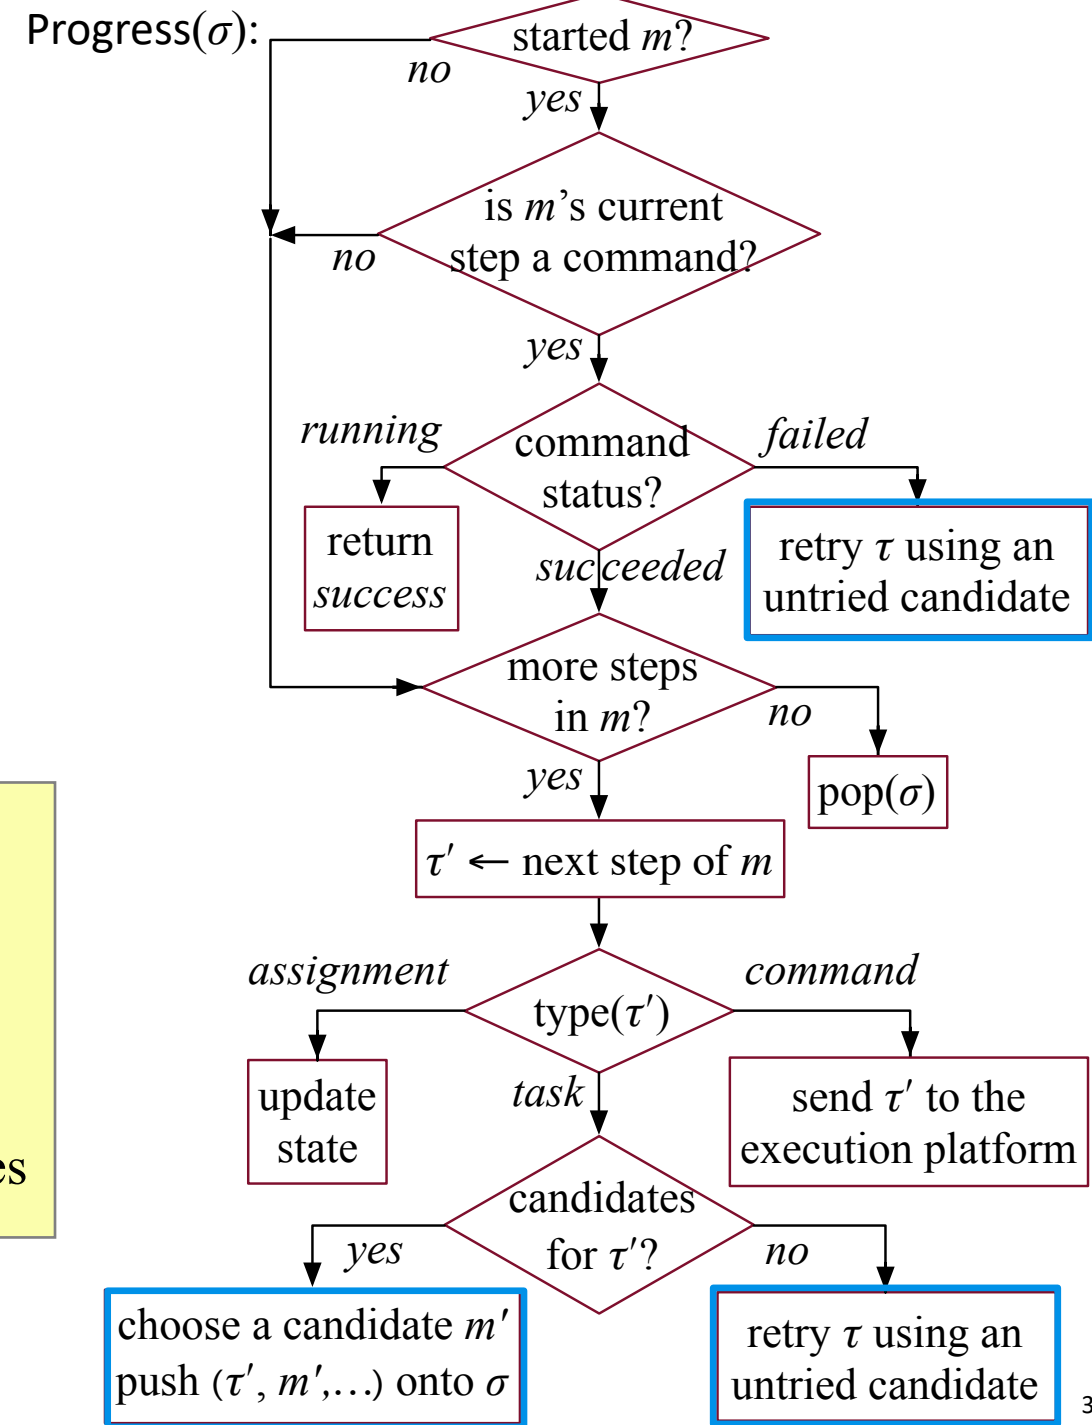 Progress(σ):
started m?
no
yes
is m's current
step a command?
no
yes
running
command
status?
failed
return
success
succeeded
retry τ using an
untried candidate
more steps
in m?
no
yes
pop(σ)
τ′ ← next step of m
assignment
type(τ′)
command
update
state
task
send τ′ to the
execution platform
es
candidates
for τ′?
yes
no
choose a candidate m′
push (τ′, m′,…) onto σ
retry τ using an
untried candidate
3